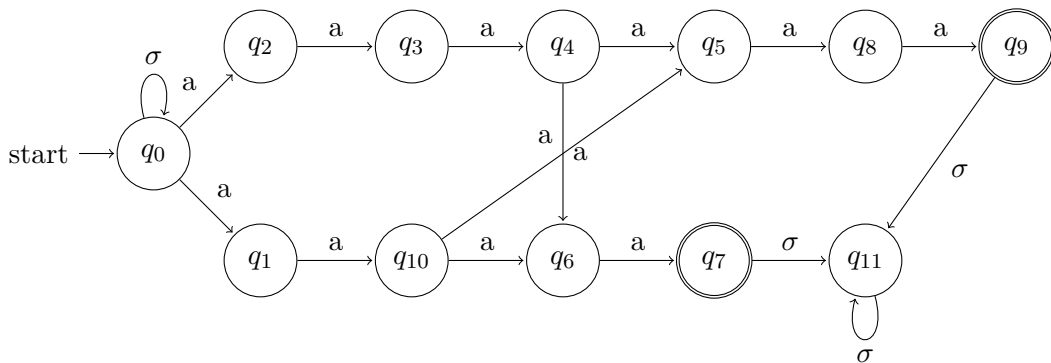 q2 a q3 a q4 a q5 a q8 a q9
σ
a
start q0
a a
σ
a
q1 a q10 a q6 a q7 σ q11
σ